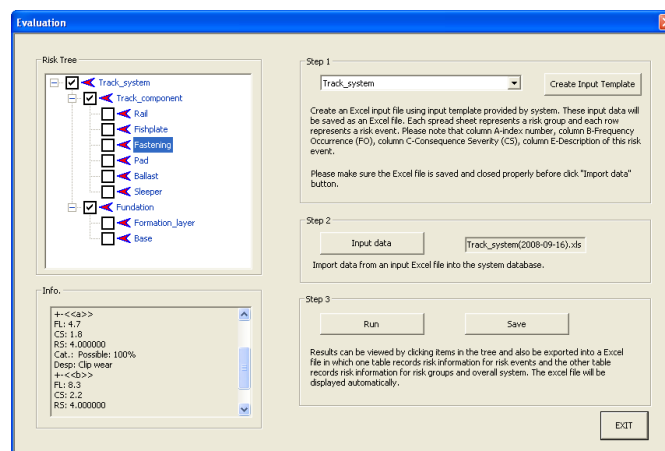 Evaluation
Risk Tree
Track_system
Track_component
Rail
Fishplate
Fastening
Pad
Ballast
Sleeper
Fundation
Formation_layer
Base
Info.
+-<<a>>
FL: 4.7
CS: 1.8
RS: 4.000000
Cat.: Possible: 100%
Desp: Clip wear
+-<<b>>
FL: 8.3
CS: 2.2
RS: 4.000000
Step 1
Track_system
Create Input Template
Create an Excel input file using input template provided by system. These input data will
be saved as an Excel file. Each spread sheet represents a risk group and each row
represents a risk event. Please note that column A-index number, column B-Frequency
Occurrence (FO), column C-Consequence Severity (CS), column E-Description of this risk
event.
Please make sure the Excel file is saved and closed properly before click "Import data"
button.
Step 2
Input data
Track_system(2008-09-16).xls
Import data from an input Excel file into the system database.
Step 3
Run
Save
Results can be viewed by clicking items in the tree and also be exported into a Excel
file in which one table records risk information for risk events and the other table
records risk information for risk groups and overall system. The excel file will be
displayed automatically.
EXIT